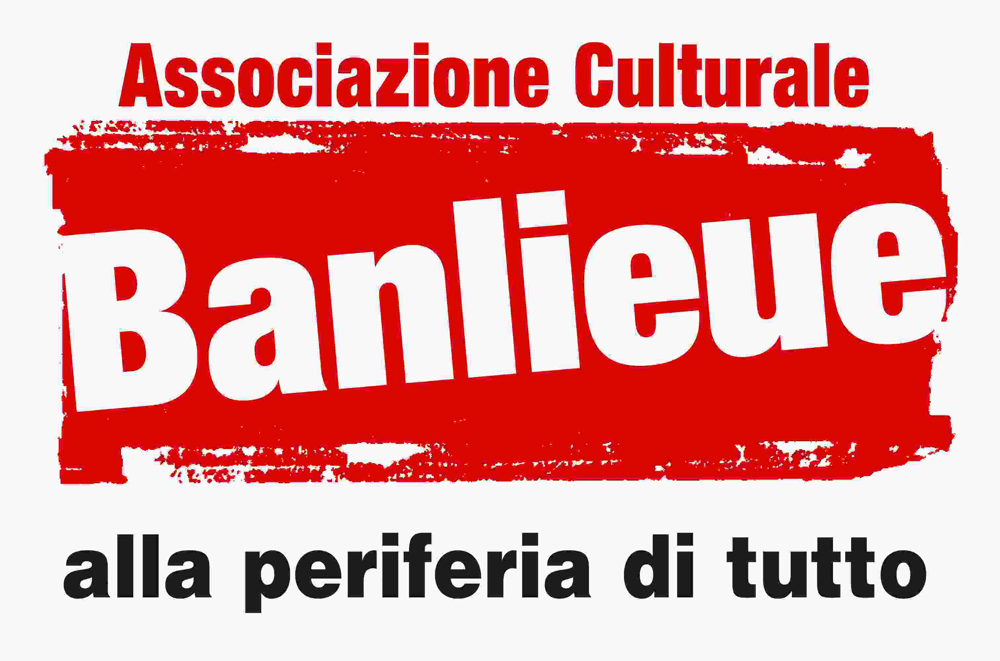 Associazione Culturale
Banlieue
alla periferia di tutto